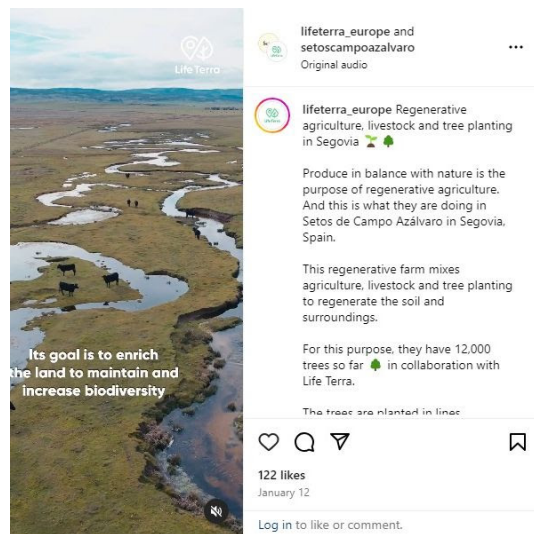 Life Terra
Its goal is to enrich
the land to maintain and
increase biodiversity
lifeterra_europe and
setoscampoazalvaro
Original audio
lifeterra_europe Regenerative
agriculture, livestock and tree planting
in Segovia 🌱🌲
Produce in balance with nature is the
purpose of regenerative agriculture.
And this is what they are doing in
Setos de Campo Azálvaro in Segovia,
Spain.
This regenerative farm mixes
agriculture, livestock and tree planting
to regenerate the soil and
surroundings.
For this purpose, they have 12,000
trees so far 🌲 in collaboration with
Life Terra.
The trees are planted in lines
122 likes
January 12
Log in to like or comment.